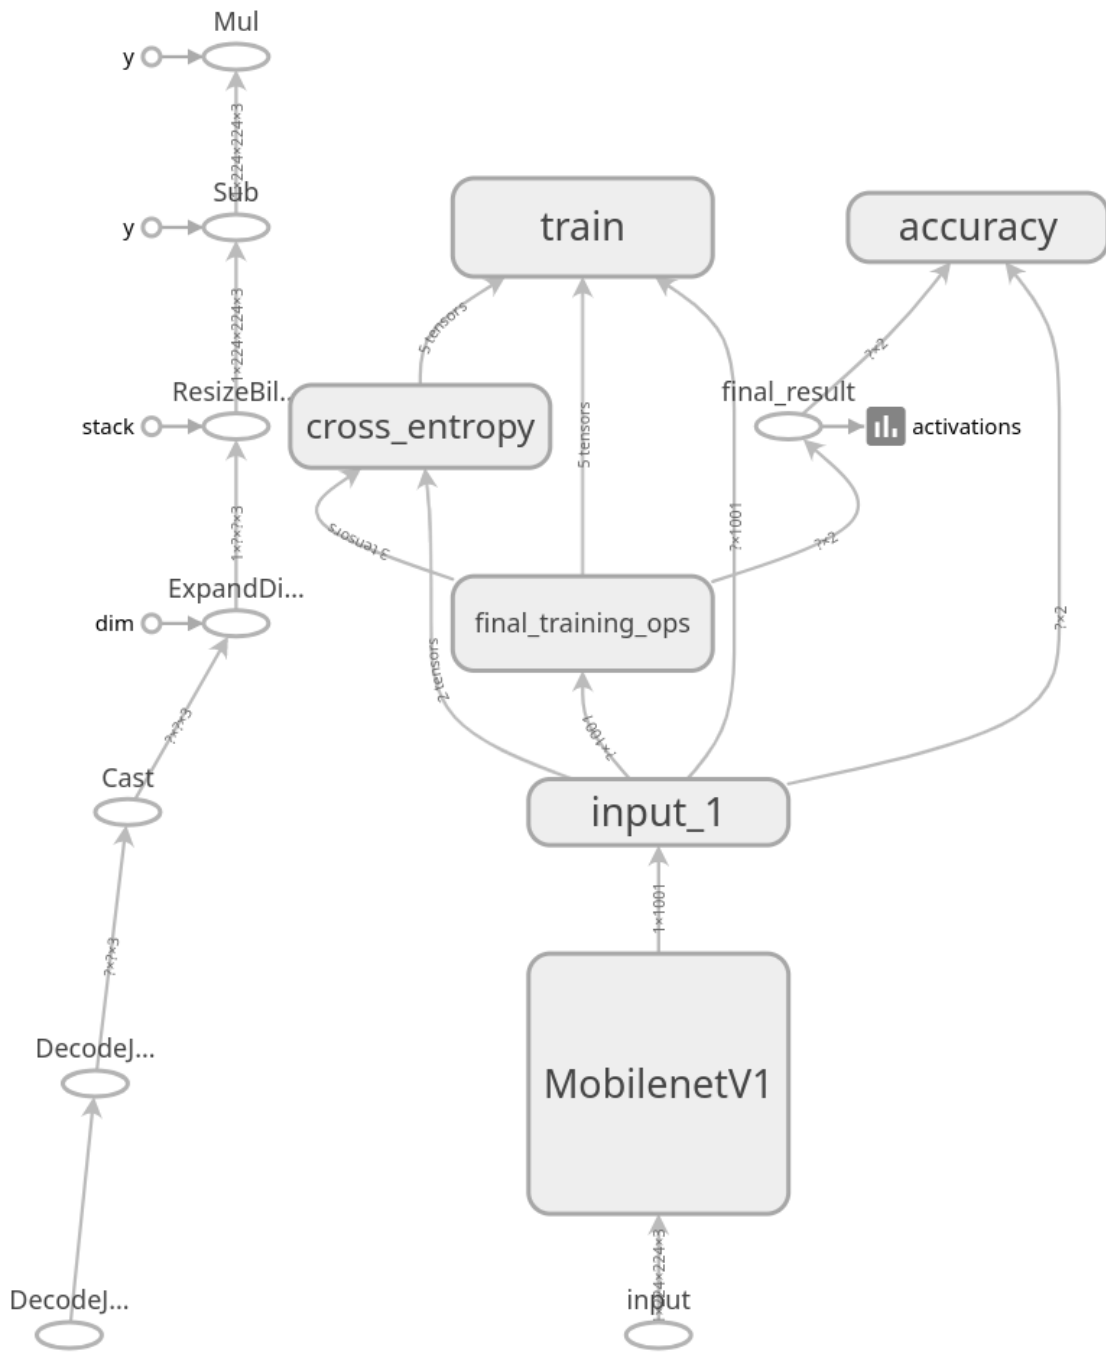 Mul
y
1×224×224×3
Sub
y
1×224×224×3
ResizeBil...
stack
1×?×?×3
ExpandDi...
dim
?×?×3
Cast
?×?×3
DecodeJ...
DecodeJ...
train
accuracy
5 tensors
5 tensors
?×2
final_result
cross_entropy
activations
3 tensors
?×1001
?×2
final_training_ops
?×2
2 tensors
?×1001
input_1
1×1001
MobilenetV1
input